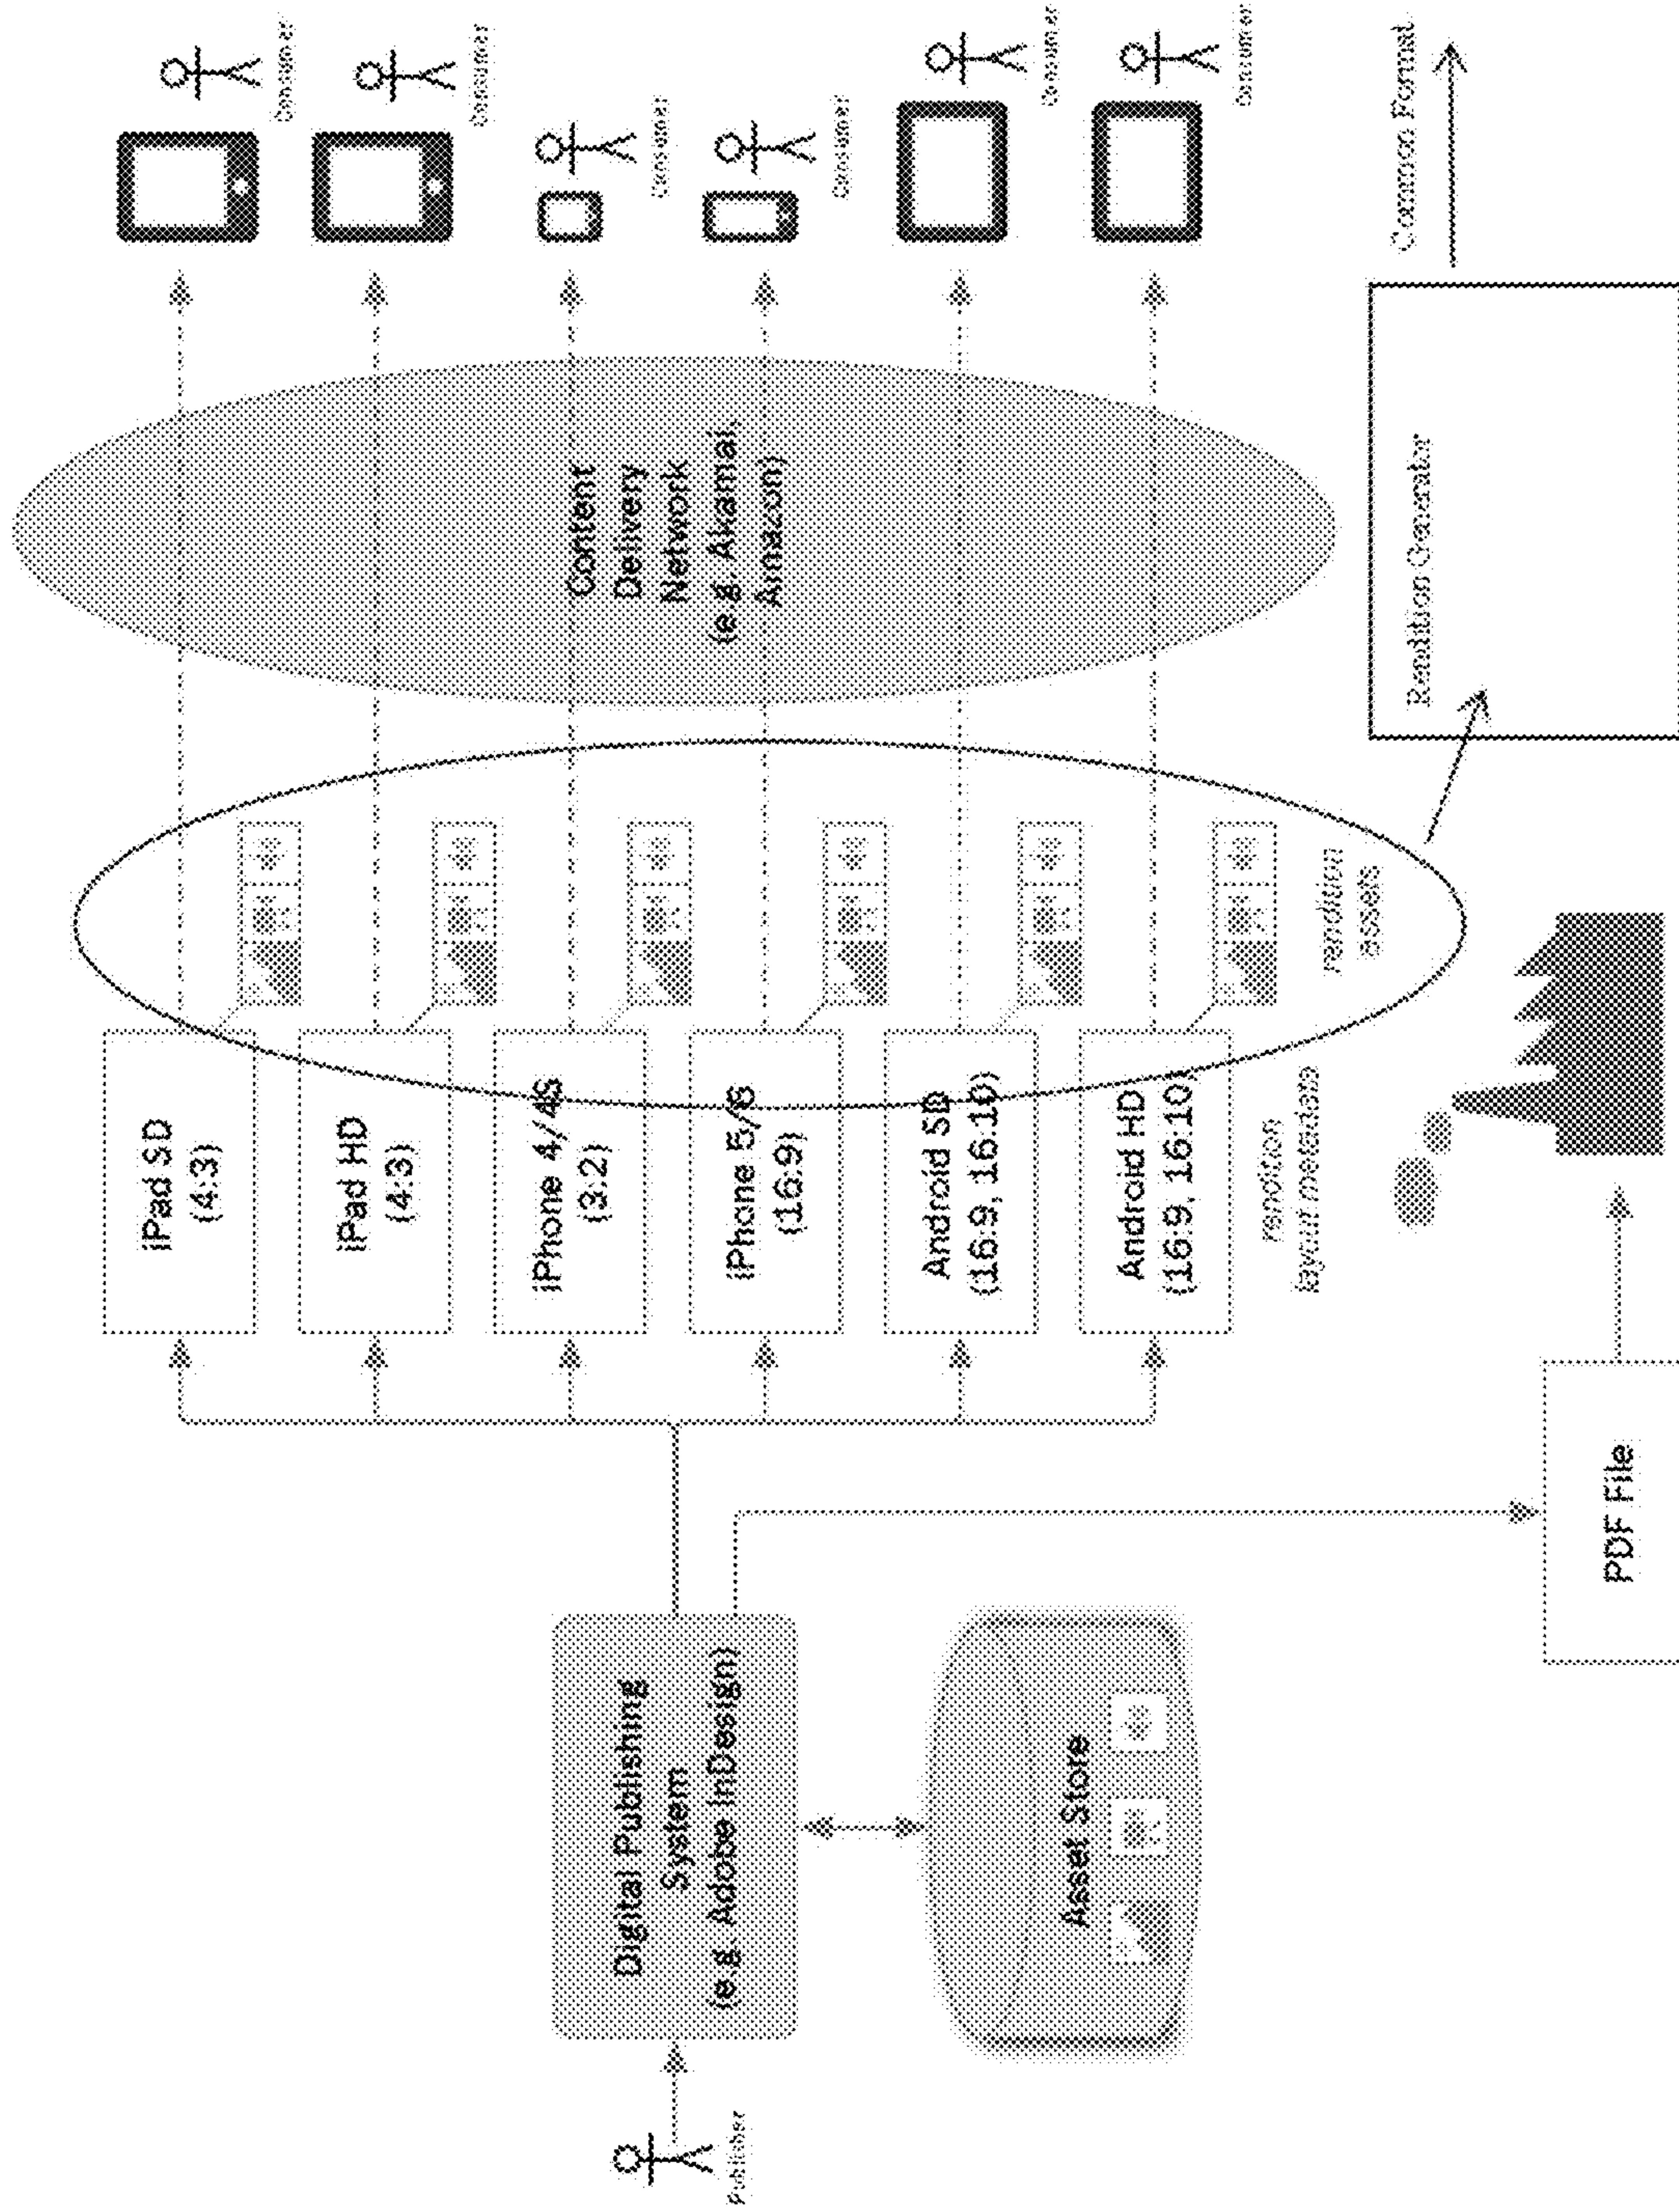 Publisher
Digital Publishing
System
(e.g. Adobe InDesign)
Asset Store
iPad SD
(4:3)
iPad HD
(4:3)
iPhone 4/4S
(3:2)
iPhone 5/6
(16:9)
Android SD
(16:9, 16:10)
Android HD
(16:9, 16:10)
rendition
layout metadata
rendition
assets
Content
Delivery
Network
(e.g. Akamai,
Amazon)
Consumer
Consumer
Consumer
Consumer
Consumer
Consumer
PDF File
Rendition Generator
Common Format